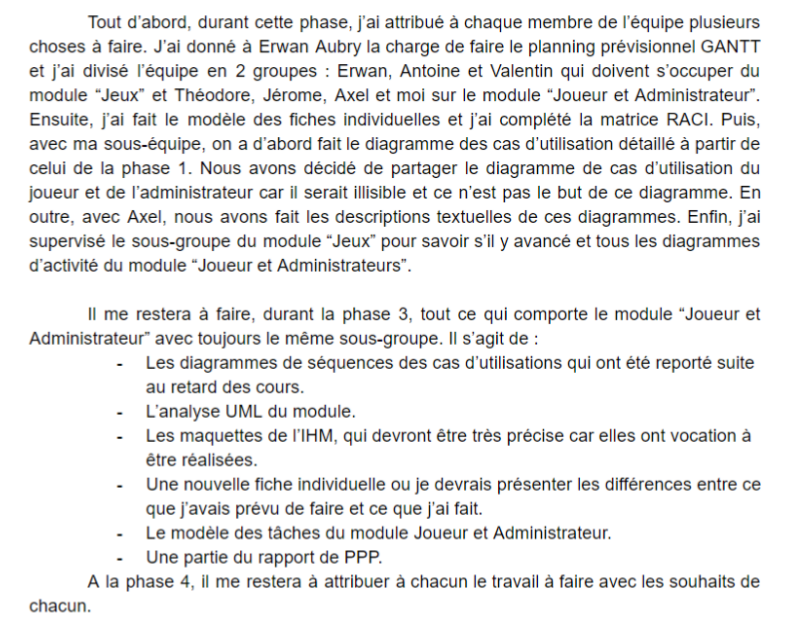 Tout d’abord, durant cette phase, j’ai attribué à chaque membre de l’équipe plusieurs
choses à faire. J’ai donné à Erwan Aubry la charge de faire le planning prévisionnel GANTT
et j’ai divisé l’équipe en 2 groupes : Erwan, Antoine et Valentin qui doivent s’occuper du
module “Jeux” et Théodore, Jérome, Axel et moi sur le module “Joueur et Administrateur”.
Ensuite, j’ai fait le modèle des fiches individuelles et j’ai complété la matrice RACI. Puis,
avec ma sous-équipe, on a d’abord fait le diagramme des cas d’utilisation détaillé à partir de
celui de la phase 1. Nous avons décidé de partager le diagramme de cas d’utilisation du
joueur et de l’administrateur car il serait illisible et ce n’est pas le but de ce diagramme. En
outre, avec Axel, nous avons fait les descriptions textuelles de ces diagrammes. Enfin, j’ai
supervisé le sous-groupe du module “Jeux” pour savoir s’il y avancé et tous les diagrammes
d’activité du module “Joueur et Administrateurs”.
Il me restera à faire, durant la phase 3, tout ce qui comporte le module “Joueur et
Administrateur” avec toujours le même sous-groupe. Il s’agit de :
- Les diagrammes de séquences des cas d’utilisations qui ont été reporté suite
au retard des cours.
- L’analyse UML du module.
- Les maquettes de l’IHM, qui devront être très précise car elles ont vocation à
être réalisées.
- Une nouvelle fiche individuelle ou je devrais présenter les différences entre ce
que j’avais prévu de faire et ce que j’ai fait.
- Le modèle des tâches du module Joueur et Administrateur.
- Une partie du rapport de PPP.
A la phase 4, il me restera à attribuer à chacun le travail à faire avec les souhaits de
chacun.